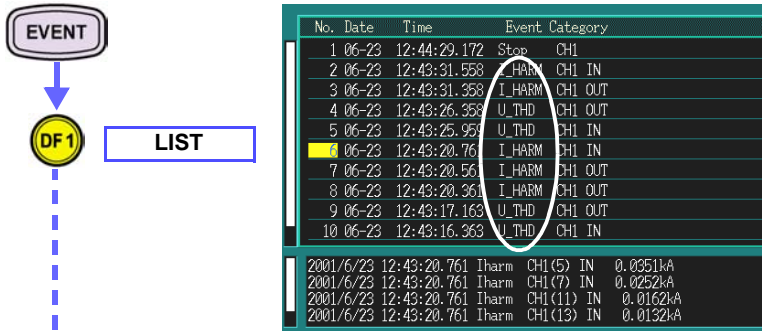 EVENT
DF1
LIST
No. Date Time Event Category
1 06-23 12:44:29.172 Stop CH1
2 06-23 12:43:31.558 I_HARM CH1 IN
3 06-23 12:43:31.358 I_HARM CH1 OUT
4 06-23 12:43:26.358 U_THD CH1 OUT
5 06-23 12:43:25.959 U_THD CH1 IN
6 06-23 12:43:20.761 I_HARM CH1 IN
7 06-23 12:43:20.561 I_HARM CH1 OUT
8 06-23 12:43:20.361 I_HARM CH1 OUT
9 06-23 12:43:17.163 U_THD CH1 OUT
10 06-23 12:43:16.363 U_THD CH1 IN
2001/6/23 12:43:20.761 Iharm CH1(5) IN 0.0351kA
2001/6/23 12:43:20.761 Iharm CH1(7) IN 0.0252kA
2001/6/23 12:43:20.761 Iharm CH1(11) IN 0.0162kA
2001/6/23 12:43:20.761 Iharm CH1(13) IN 0.0132kA